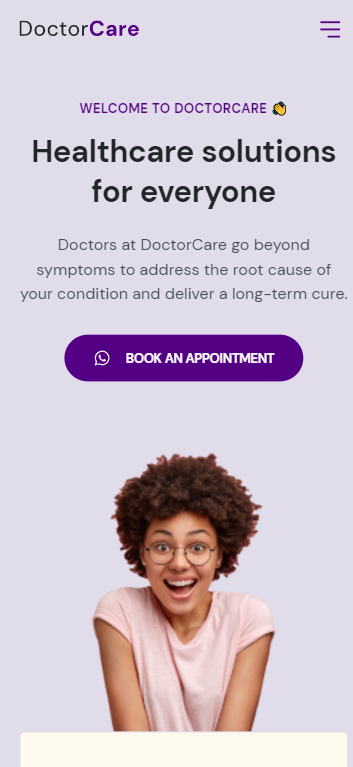 DoctorCare
WELCOME TO DOCTORCARE 👏
Healthcare solutions
for everyone
Doctors at DoctorCare go beyond
symptoms to address the root cause of
your condition and deliver a long-term cure.
BOOK AN APPOINTMENT